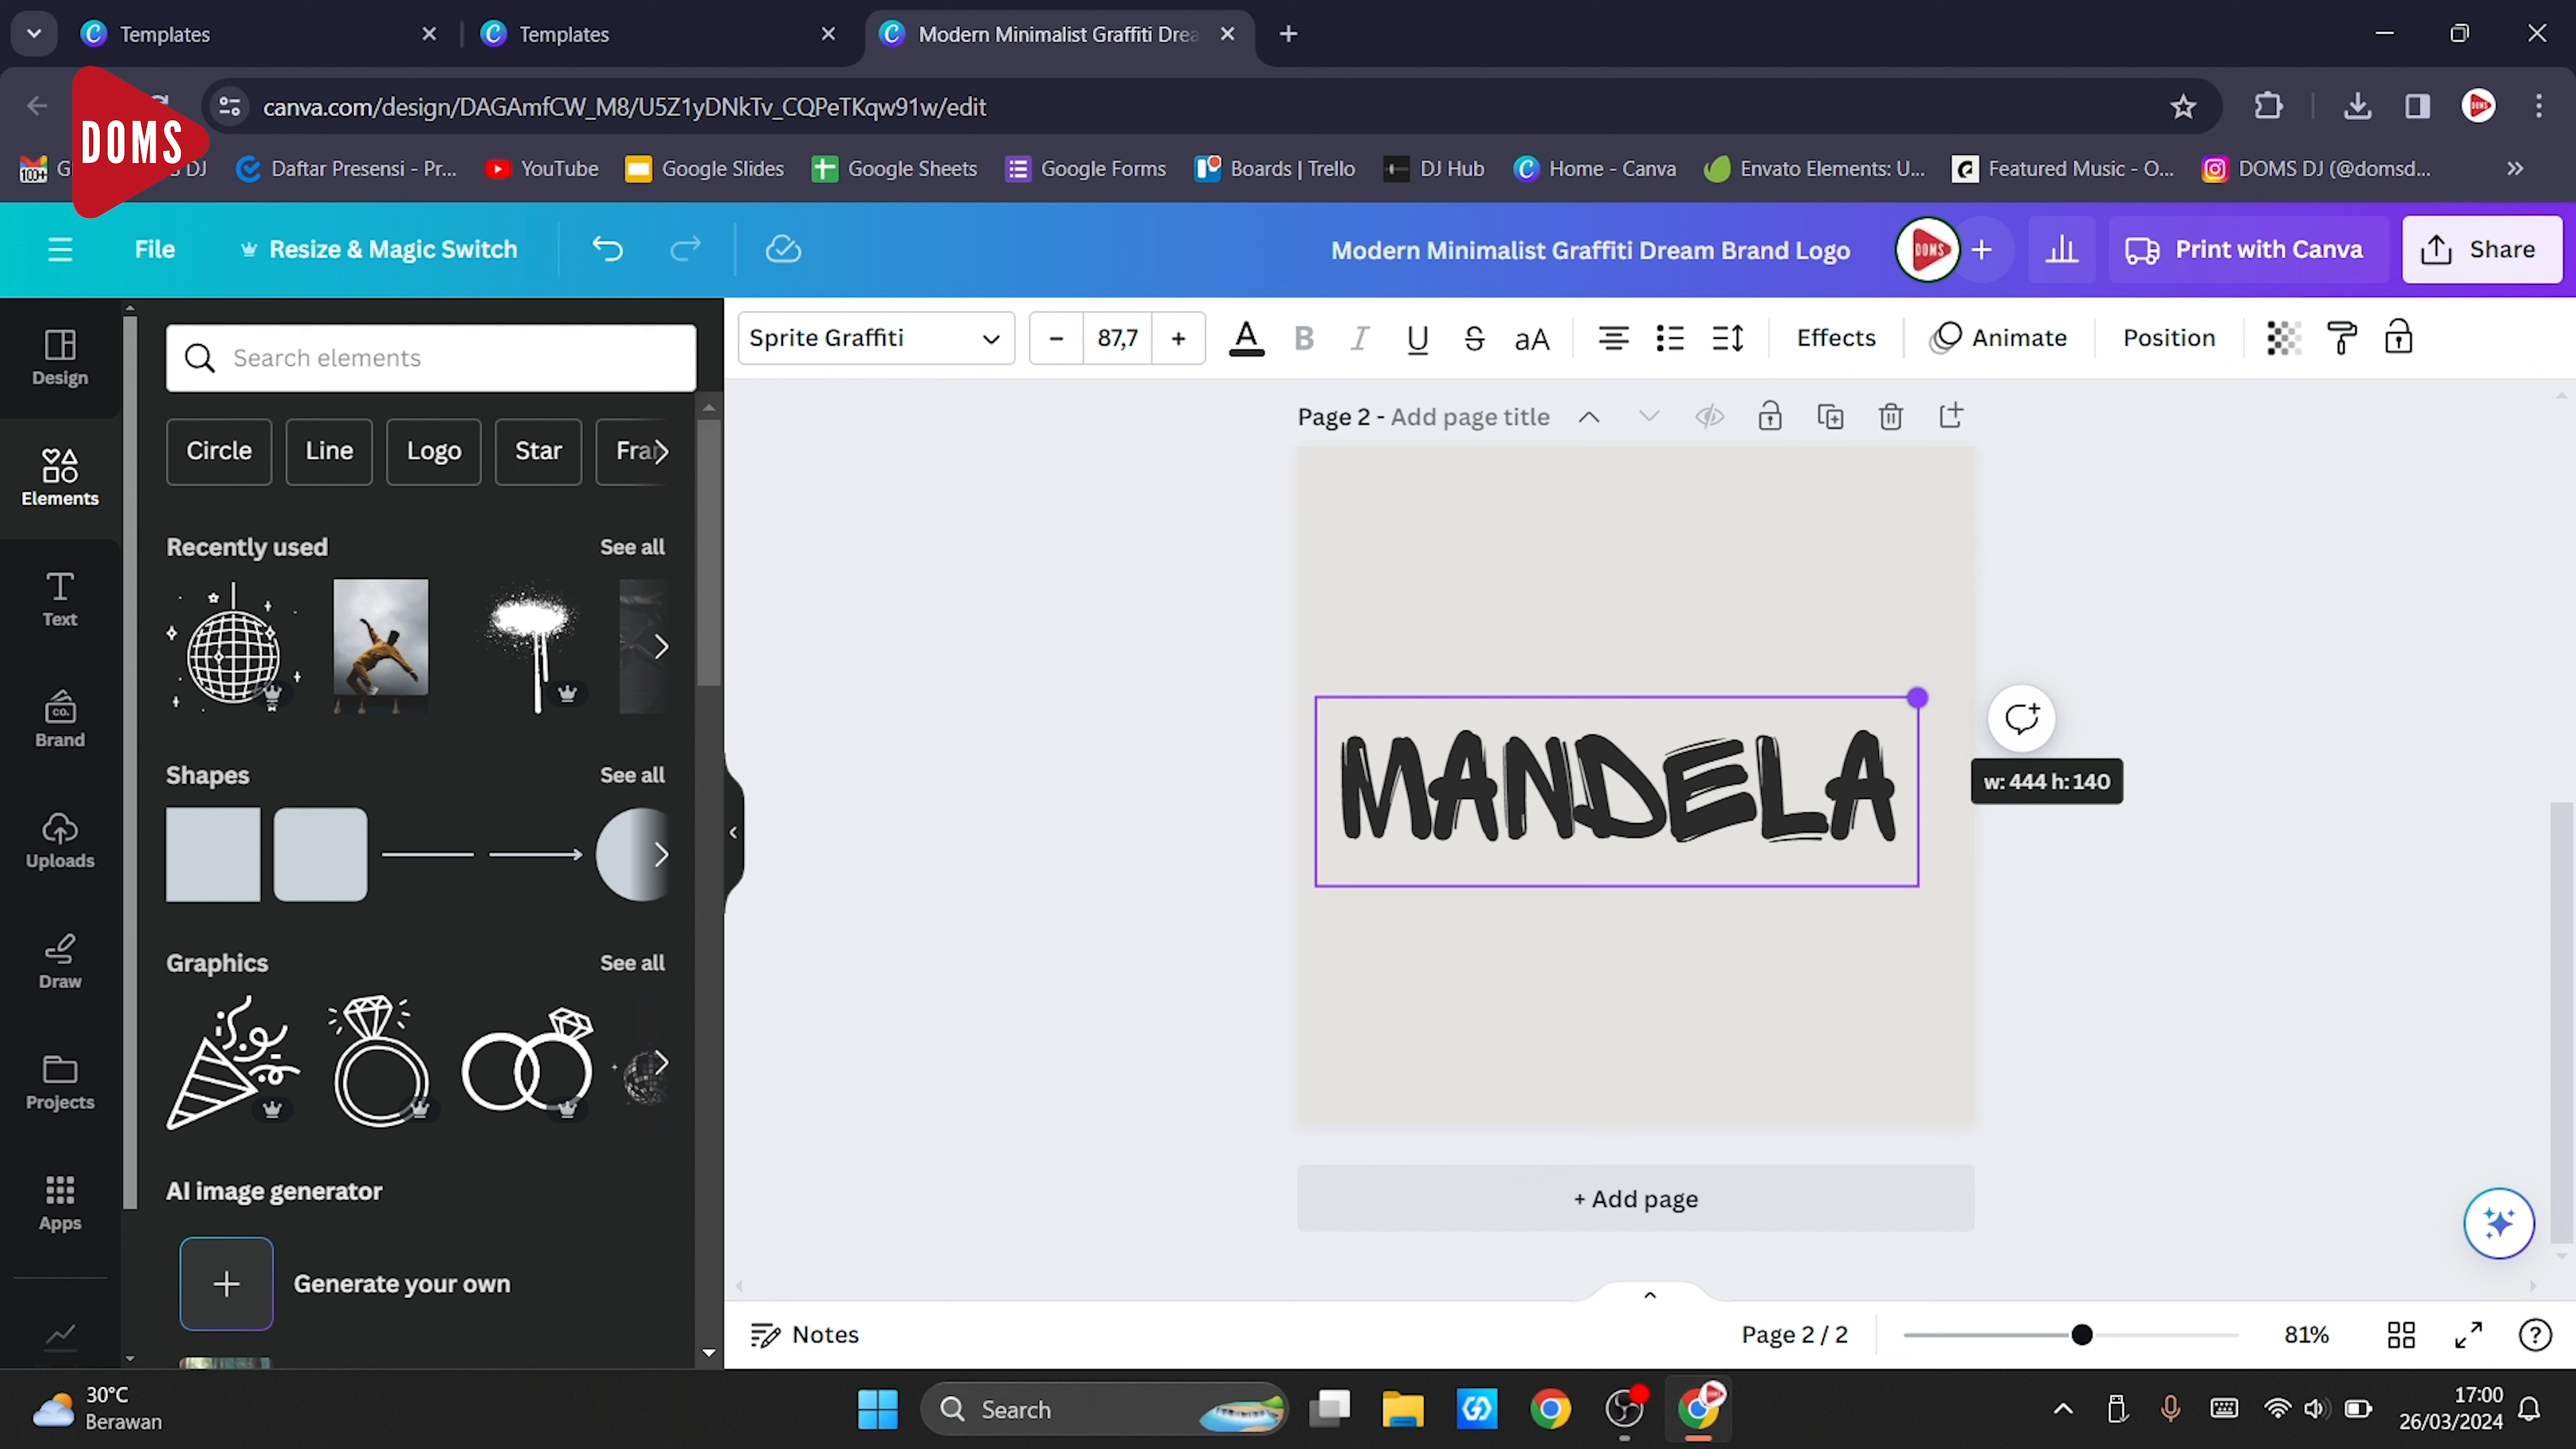 Templates
Templates
Modern Minimalist Graffiti Drea
DOMS
canva.com/design/DAGAmfCW_M8/U5Z1yDNkTv_CQPeTKqw91w/edit
DJ
Daftar Presensi - Pr...
YouTube
Google Slides
Google Sheets
Google Forms
Boards | Trello
DJ Hub
Home - Canva
Envato Elements: U...
Featured Music - O...
DOMS DJ (@domsd...
File
Resize & Magic Switch
Modern Minimalist Graffiti Dream Brand Logo
DOMS
Print with Canva
Share
Design
Elements
Text
Brand
Uploads
Draw
Projects
Apps
Search elements
Circle
Line
Logo
Star
Fram
Recently used
See all
Shapes
See all
Graphics
See all
AI image generator
Generate your own
Sprite Graffiti
87,7
A
B
I
U
S
aA
Effects
Animate
Position
Page 2 - Add page title
MANDELA
w: 444 h: 140
+ Add page
Notes
Page 2 / 2
81%
30°C
Berawan
Search
17:00
26/03/2024